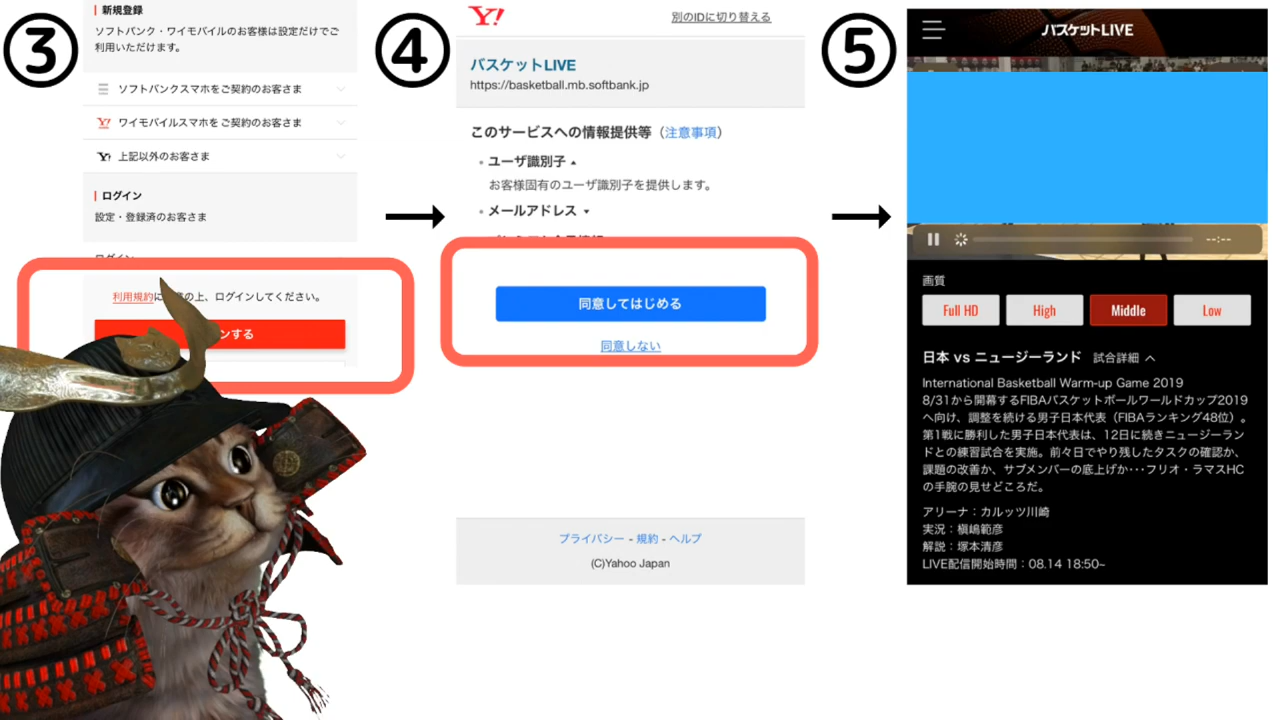 ③
新規登録
ソフトバンク・ワイモバイルのお客様は設定だけでご
利用いただけます。
ソフトバンクスマホをご契約のお客さま
Y! ワイモバイルスマホをご契約のお客さま
Y! 上記以外のお客さま
ログイン
設定・登録済のお客さま
ログイン
利用規約に の上、ログインしてください。
ンする
④
Y!
別のIDに切り替える
バスケットLIVE
https://basketball.mb.softbank.jp
このサービスへの情報提供等（注意事項）
・ユーザ識別子▲
お客様固有のユーザ識別子を提供します。
・メールアドレス▼
同意してはじめる
同意しない
プライバシー - 規約 - ヘルプ
(C)Yahoo Japan
⑤
バスケットLIVE
--:--
画質
Full HD High Middle Low
日本 vs ニュージーランド 試合詳細
International Basketball Warm-up Game 2019
8/31から開幕するFIBAバスケットボールワールドカップ2019
へ向け、調整を続ける男子日本代表（FIBAランキング48位）。
第1戦に勝利した男子日本代表は、12日に続きニュージーラン
ドとの練習試合を実施。前々日でやり残したタスクの確認か、
課題の改善か、サブメンバーの底上げか･･･フリオ・ラマスHC
の手腕の見せどころだ。
アリーナ：カルッツ川崎
実況：槇嶋範彦
解説：塚本清彦
LIVE配信開始時間：08.14 18:50~